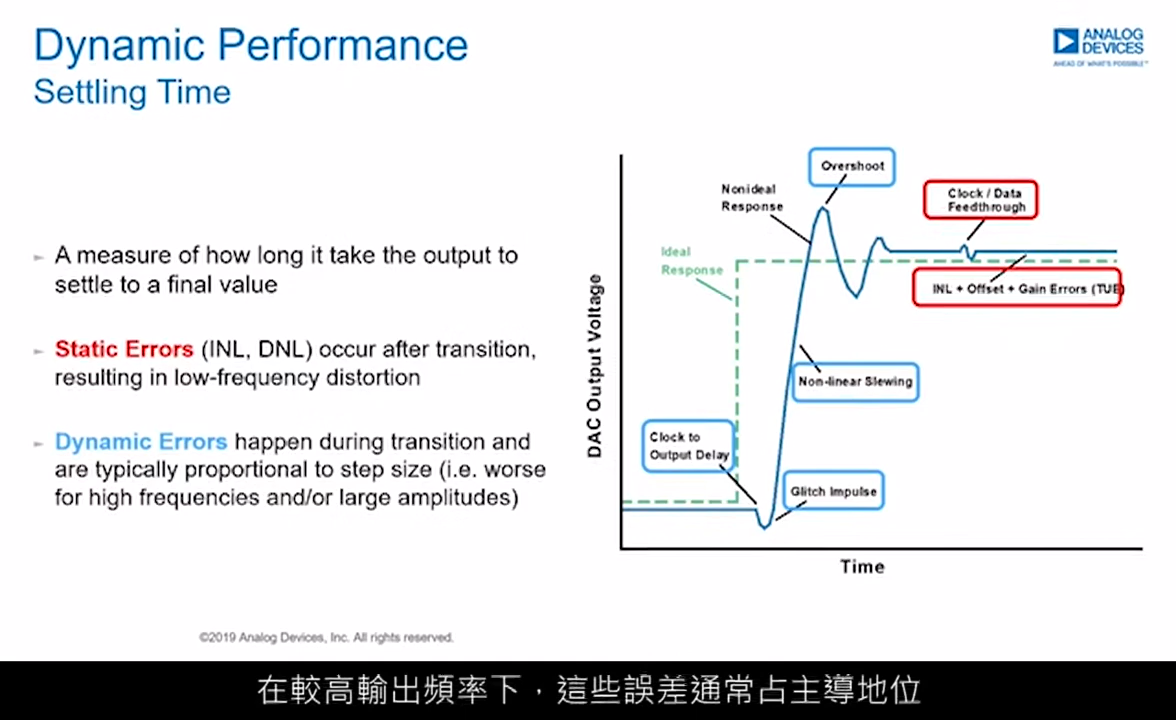 Dynamic Performance
Settling Time
ANALOG
DEVICES
AHEAD OF WHAT'S POSSIBLE™
A measure of how long it take the output to
settle to a final value
Static Errors (INL, DNL) occur after transition,
resulting in low-frequency distortion
Dynamic Errors happen during transition and
are typically proportional to step size (i.e. worse
for high frequencies and/or large amplitudes)
Overshoot
Nonideal
Response
Clock / Data
Feedthrough
Ideal
Response
INL + Offset + Gain Errors (TUE)
DAC Output Voltage
Non-linear Slewing
Clock to
Output Delay
Glitch Impulse
Time
©2019 Analog Devices, Inc. All rights reserved.
在較高輸出頻率下，這些誤差通常占主導地位